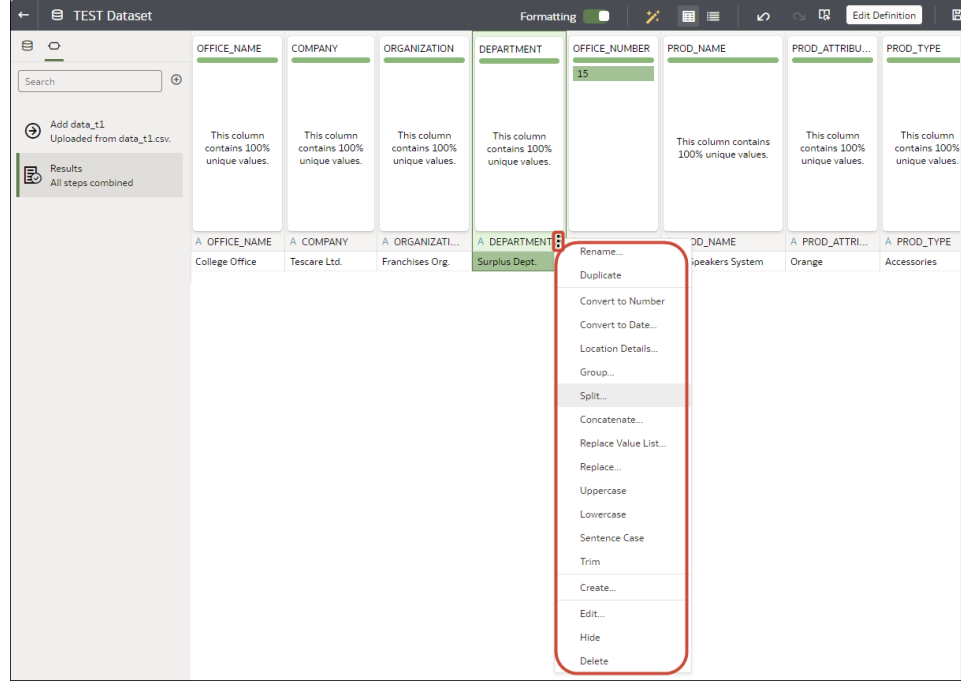 TEST Dataset
Formatting
Edit Definition
Search
Add data_t1
Uploaded from data_t1.csv.
Results
All steps combined
OFFICE_NAME COMPANY ORGANIZATION DEPARTMENT OFFICE_NUMBER PROD_NAME PROD_ATTRIBU... PROD_TYPE
15
This column
contains 100%
unique values.
This column
contains 100%
unique values.
This column
contains 100%
unique values.
This column
contains 100%
unique values.
This column contains
100% unique values.
This column
contains 100%
unique values.
This column
contains 100%
unique values.
A OFFICE_NAME A COMPANY A ORGANIZATI... A DEPARTMENT OD_NAME A PROD_ATTRI... A PROD_TYPE
College Office Tescare Ltd. Franchises Org. Surplus Dept. Speakers System Orange Accessories
Rename...
Duplicate
Convert to Number
Convert to Date...
Location Details...
Group...
Split...
Concatenate...
Replace Value List...
Replace...
Uppercase
Lowercase
Sentence Case
Trim
Create...
Edit...
Hide
Delete